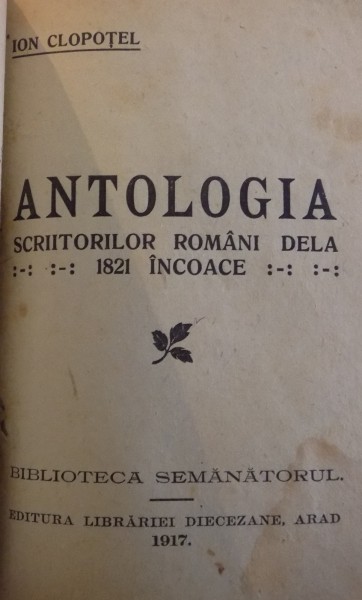 ION CLOPOȚEL
ANTOLOGIA
SCRIITORILOR ROMÂNI DELA
:-: :-: 1821 ÎNCOACE :-: :-:
BIBLIOTECA SEMĂNĂTORUL.
EDITURA LIBRĂRIEI DIECEZANE, ARAD
1917.